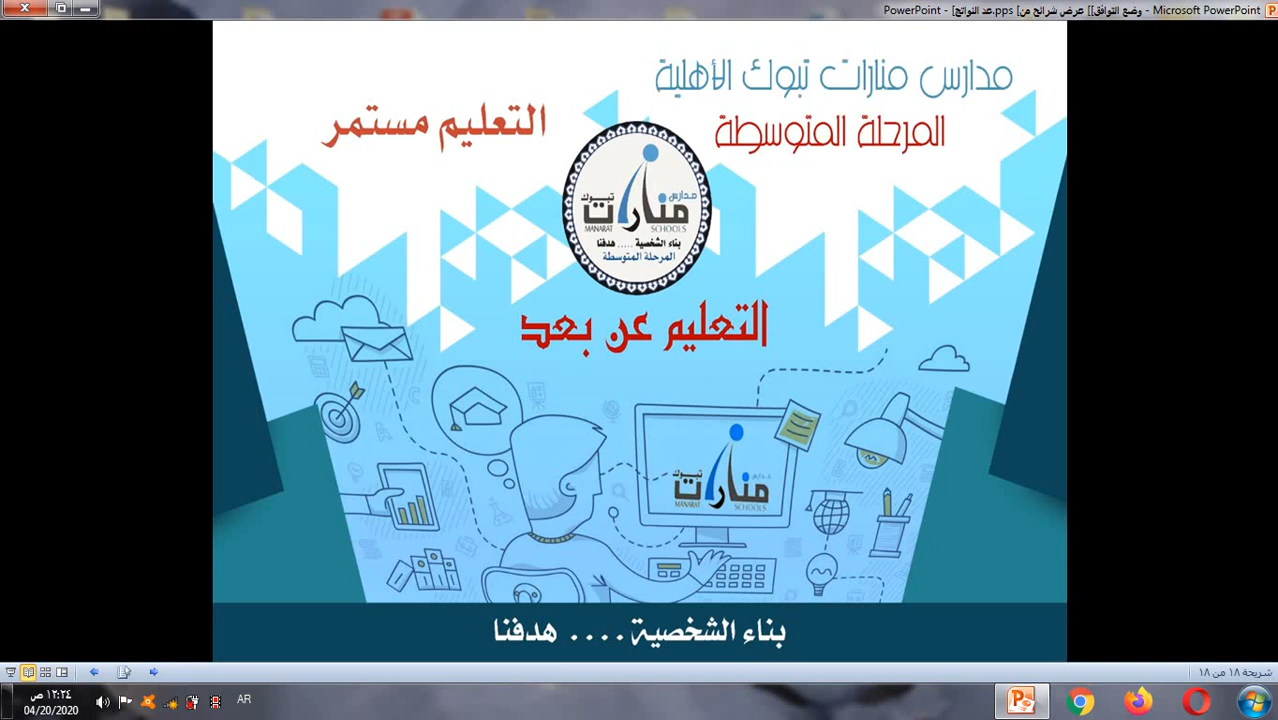 PowerPoint - [عد النواتج.pps [عرض شرائح من] [وضع التوافق] - Microsoft PowerPoint
مدارس منارات تبوك الأهلية
المرحلة المتوسطة
التعليم مستمر
مدارس
تبوك
منارات
MANARAT SCHOOLS
بناء الشخصية ..... هدفنا
المرحلة المتوسطة
التعليم عن بعد
مدارس
تبوك
منارات
MANARAT SCHOOLS
بناء الشخصية .... هدفنا
شريحة ١٨ من ١٨
AR
١٢:٢٤ ص
04/20/2020